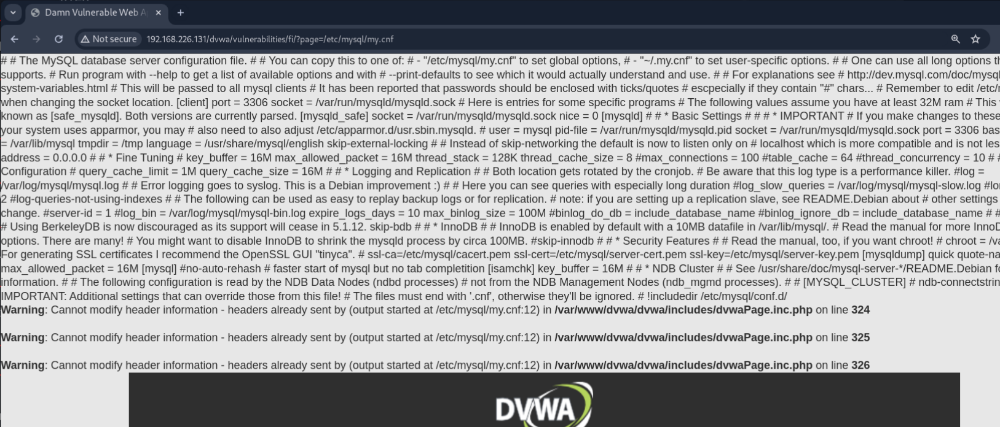 Damn Vulnerable Web A
Not secure
192.168.226.131/dvwa/vulnerabilities/fi/?page=/etc/mysql/my.cnf
# # The MySQL database server configuration file. # # You can copy this to one of: # - "/etc/mysql/my.cnf" to set global options, # - "~/.my.cnf" to set user-specific options. # # One can use all long options
supports. # Run program with --help to get a list of available options and with # --print-defaults to see which it would actually understand and use. # # For explanations see # http://dev.mysql.com/doc/mysql
system-variables.html # This will be passed to all mysql clients # It has been reported that passwords should be enclosed with ticks/quotes # escpecially if they contain "#" chars... # Remember to edit /etc/
when changing the socket location. [client] port = 3306 socket = /var/run/mysqld/mysqld.sock # Here is entries for some specific programs # The following values assume you have at least 32M ram # This
known as [safe_mysqld]. Both versions are currently parsed. [mysqld_safe] socket = /var/run/mysqld/mysqld.sock nice = 0 [mysqld] # # * Basic Settings # # # * IMPORTANT # If you make changes to these
your system uses apparmor, you may # also need to also adjust /etc/apparmor.d/usr.sbin.mysqld. # user = mysql pid-file = /var/run/mysqld/mysqld.pid socket = /var/run/mysqld/mysqld.sock port = 3306 bas
= /var/lib/mysql tmpdir = /tmp language = /usr/share/mysql/english skip-external-locking # # Instead of skip-networking the default is now to listen only on # localhost which is more compatible and is not les
address = 0.0.0.0 # # * Fine Tuning # key_buffer = 16M max_allowed_packet = 16M thread_stack = 128K thread_cache_size = 8 #max_connections = 100 #table_cache = 64 #thread_concurrency = 10 # #
Configuration # query_cache_limit = 1M query_cache_size = 16M # # * Logging and Replication # # Both location gets rotated by the cronjob. # Be aware that this log type is a performance killer. #log =
/var/log/mysql/mysql.log # # Error logging goes to syslog. This is a Debian improvement :) # # Here you can see queries with especially long duration #log_slow_queries = /var/log/mysql/mysql-slow.log #lon
2 #log-queries-not-using-indexes # # The following can be used as easy to replay backup logs or for replication. # note: if you are setting up a replication slave, see README.Debian about # other settings
change. #server-id = 1 #log_bin = /var/log/mysql/mysql-bin.log expire_logs_days = 10 max_binlog_size = 100M #binlog_do_db = include_database_name #binlog_ignore_db = include_database_name # #
# Using BerkeleyDB is now discouraged as its support will cease in 5.1.12. skip-bdb # # * InnoDB # # InnoDB is enabled by default with a 10MB datafile in /var/lib/mysql/. # Read the manual for more InnoD
options. There are many! # You might want to disable InnoDB to shrink the mysqld process by circa 100MB. #skip-innodb # # * Security Features # # Read the manual, too, if you want chroot! # chroot = /va
For generating SSL certificates I recommend the OpenSSL GUI "tinyca". # ssl-ca=/etc/mysql/cacert.pem ssl-cert=/etc/mysql/server-cert.pem ssl-key=/etc/mysql/server-key.pem [mysqldump] quick quote-na
max_allowed_packet = 16M [mysql] #no-auto-rehash # faster start of mysql but no tab completition [isamchk] key_buffer = 16M # # * NDB Cluster # # See /usr/share/doc/mysql-server-*/README.Debian fo
information. # # The following configuration is read by the NDB Data Nodes (ndbd processes) # not from the NDB Management Nodes (ndb_mgmd processes). # # [MYSQL_CLUSTER] # ndb-connectstrin
IMPORTANT: Additional settings that can override those from this file! # The files must end with '.cnf', otherwise they'll be ignored. # !includedir /etc/mysql/conf.d/
Warning: Cannot modify header information - headers already sent by (output started at /etc/mysql/my.cnf:12) in /var/www/dvwa/dvwa/includes/dvwaPage.inc.php on line 324
Warning: Cannot modify header information - headers already sent by (output started at /etc/mysql/my.cnf:12) in /var/www/dvwa/dvwa/includes/dvwaPage.inc.php on line 325
Warning: Cannot modify header information - headers already sent by (output started at /etc/mysql/my.cnf:12) in /var/www/dvwa/dvwa/includes/dvwaPage.inc.php on line 326
DVWA